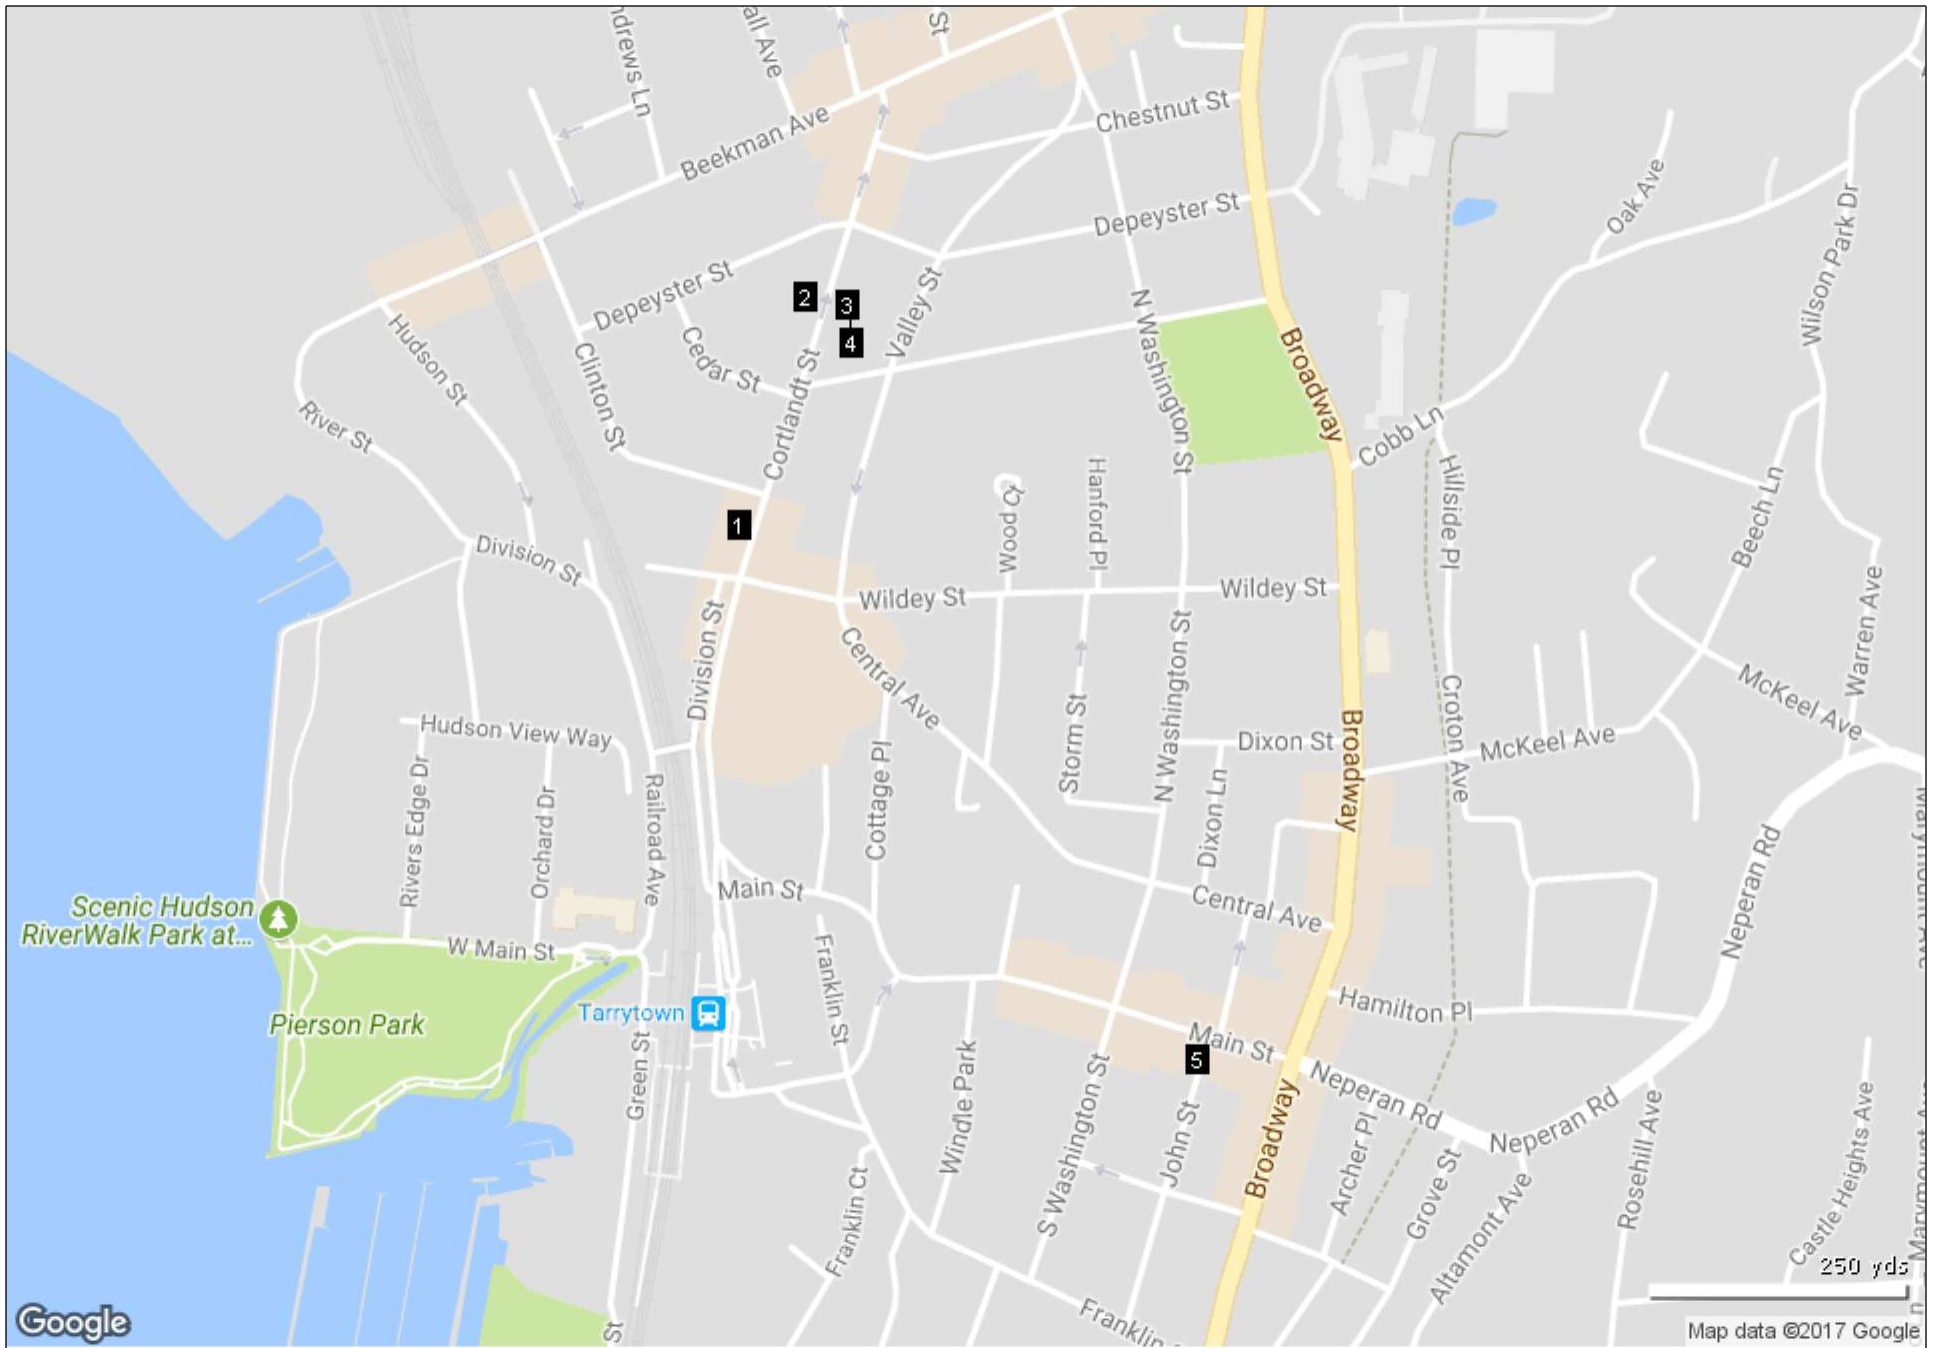 ndrews Ln
all Ave
St
Beekman Ave
Chestnut St
Depeyster St
Oak Ave
Wilson Park Dr
Depeyster St
2
3
4
Valley St
N Washington St
Broadway
Hudson St
Clinton St
Cedar St
Cortlandt St
River St
Cobb Ln
Hillside Pl
Beech Ln
1
Division St
Wood Ct
Hanford Pl
Wildey St
Wildey St
Warren Ave
Division St
Central Ave
N Washington St
Storm St
Croton Ave
McKeel Ave
McKeel Ave
Hudson View Way
Dixon St
Broadway
Rivers Edge Dr
Orchard Dr
Railroad Ave
Cottage Pl
Dixon Ln
Neperan Rd
Marymount Ave
Main St
Central Ave
Scenic Hudson
RiverWalk Park at...
W Main St
Franklin St
Hamilton Pl
Tarrytown
Pierson Park
Green St
Windle Park
S Washington St
Main St
5
John St
Neperan Rd
Neperan Rd
Broadway
Archer Pl
Grove St
Altamont Ave
Rosehill Ave
Castle Heights Ave
Marymount Ave
Franklin Ct
Franklin
St
250 yds
Google
Map data ©2017 Google